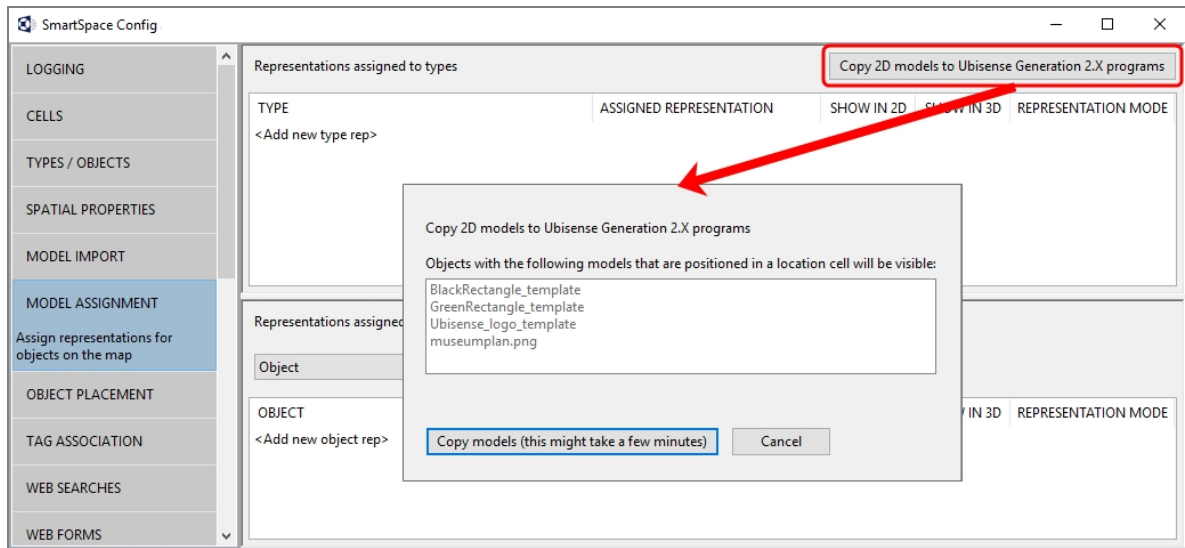 SmartSpace Config
LOGGING
CELLS
TYPES / OBJECTS
SPATIAL PROPERTIES
MODEL IMPORT
MODEL ASSIGNMENT
Assign representations for
objects on the map
OBJECT PLACEMENT
TAG ASSOCIATION
WEB SEARCHES
WEB FORMS
Representations assigned to types
Copy 2D models to Ubisense Generation 2.X programs
TYPE ASSIGNED REPRESENTATION SHOW IN 2D SHOW IN 3D REPRESENTATION MODE
<Add new type rep>
Copy 2D models to Ubisense Generation 2.X programs
Objects with the following models that are positioned in a location cell will be visible:
BlackRectangle_template
GreenRectangle_template
Ubisense_logo_template
museumplan.png
Copy models (this might take a few minutes) Cancel
Representations assigned
Object
OBJECT IN 3D REPRESENTATION MODE
<Add new object rep>